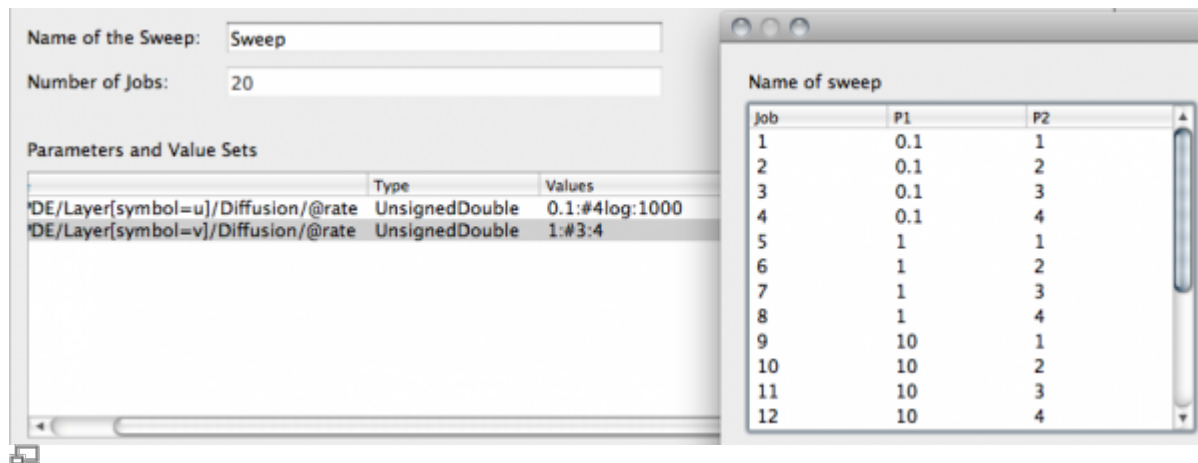 Name of the Sweep: Sweep
Number of Jobs: 20
Parameters and Value Sets
Type Values
DE/Layer[symbol=u]/Diffusion/@rate UnsignedDouble 0.1:#4log:1000
DE/Layer[symbol=v]/Diffusion/@rate UnsignedDouble 1:#3:4
Name of sweep
Job P1 P2
1 0.1 1
2 0.1 2
3 0.1 3
4 0.1 4
5 1 1
6 1 2
7 1 3
8 1 4
9 10 1
10 10 2
11 10 3
12 10 4